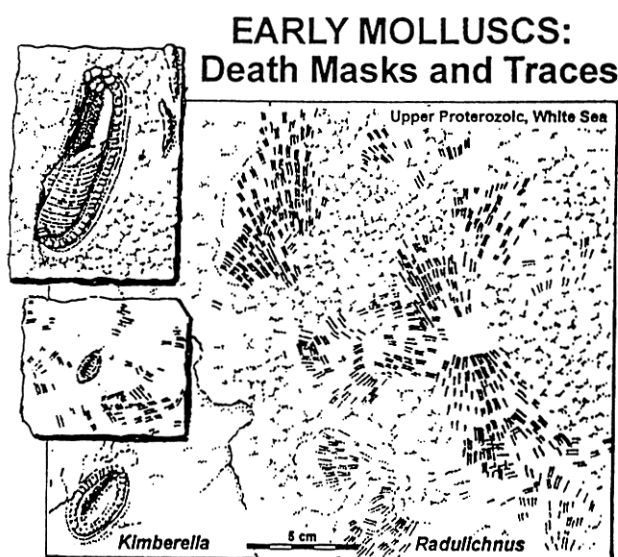 EARLY MOLLUSCS:
Death Masks and Traces
Upper Proterozoic, White Sea
Kimberella
5 cm
Radulichnus